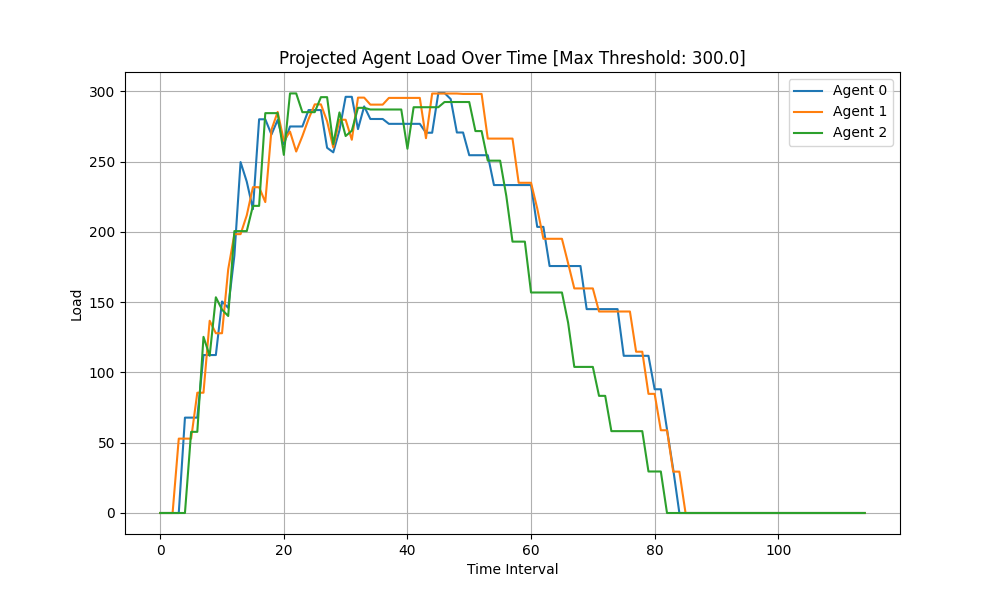 Projected Agent Load Over Time [Max Threshold: 300.0]
Agent 0
Agent 1
Agent 2
300
250
200
150
100
50
0
Load
0 20 40 60 80 100
Time Interval